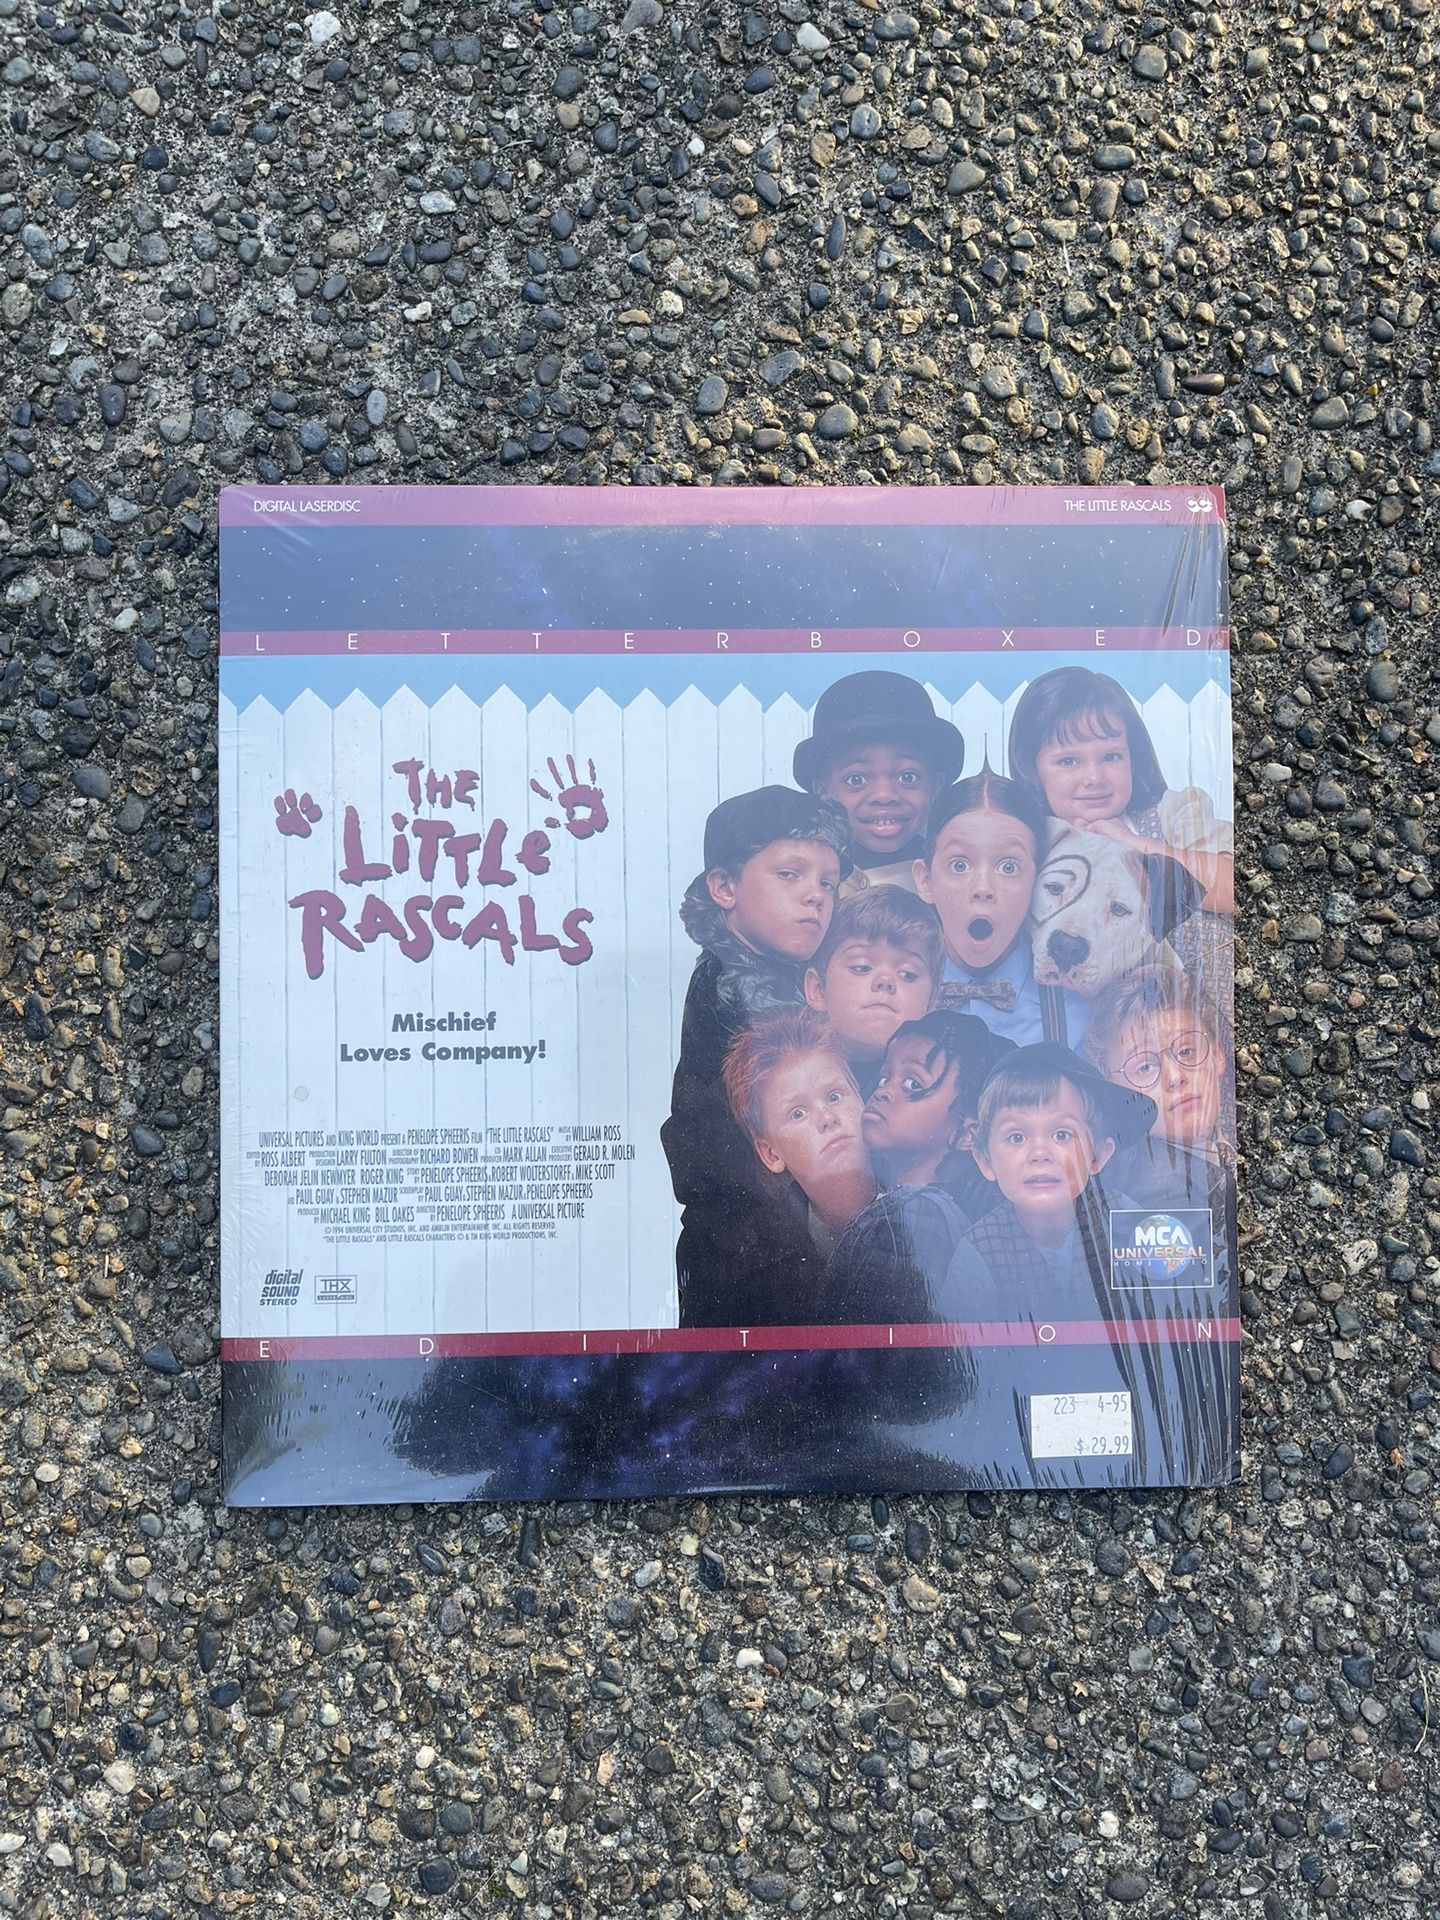 DIGITAL LASERDISC
THE LITTLE RASCALS CC
LETTERBOXED
THE
LiTTLe
RASCALS
Mischief
Loves Company!
UNIVERSAL PICTURES AND KING WORLD PRESENT A PENELOPE SPHEERIS FILM "THE LITTLE RASCALS" MUSIC BY WILLIAM ROSS
EDITED BY ROSS ALBERT PRODUCTION DESIGNER LARRY FULTON DIRECTOR OF PHOTOGRAPHY RICHARD BOWEN CO-PRODUCER MARK ALLAN EXECUTIVE PRODUCERS GERALD R. MOLEN
DEBORAH JELIN NEWMYER ROGER KING STORY BY PENELOPE SPHEERIS & ROBERT WOLTERSTORFF & MIKE SCOTT
AND PAUL GUAY & STEPHEN MAZUR SCREENPLAY BY PAUL GUAY & STEPHEN MAZUR & PENELOPE SPHEERIS
PRODUCED BY MICHAEL KING BILL OAKES DIRECTED BY PENELOPE SPHEERIS A UNIVERSAL PICTURE
©1994 UNIVERSAL CITY STUDIOS, INC. AND AMBLIN ENTERTAINMENT, INC. ALL RIGHTS RESERVED.
"THE LITTLE RASCALS" AND LITTLE RASCALS CHARACTERS © & TM KING WORLD PRODUCTIONS, INC.
digital
SOUND
STEREO
THX
MCA
UNIVERSAL
HOME VIDEO
EDITION
223 4-95
$ 29.99